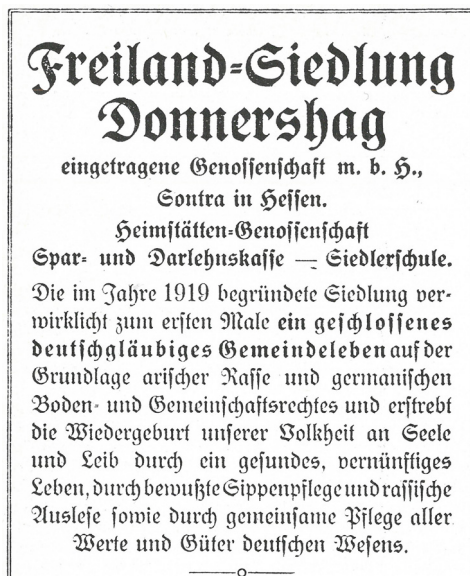 Freiland-Siedlung
Donnershag
eingetragene Genossenschaft m. b. H.,
Sontra in Hessen.
Heimstätten-Genossenschaft
Spar- und Darlehnskasse — Siedlerschule.
Die im Jahre 1919 begründete Siedlung ver-
wirklicht zum ersten Male ein geschlossenes
deutschgläubiges Gemeindeleben auf der
Grundlage arischer Rasse und germanischen
Boden- und Gemeinschaftsrechtes und erstrebt
die Wiedergeburt unserer Volkheit an Seele
und Leib durch ein gesundes, vernünftiges
Leben, durch bewußte Sippenpflege und rassische
Auslese sowie durch gemeinsame Pflege aller
Werte und Güter deutschen Wesens.